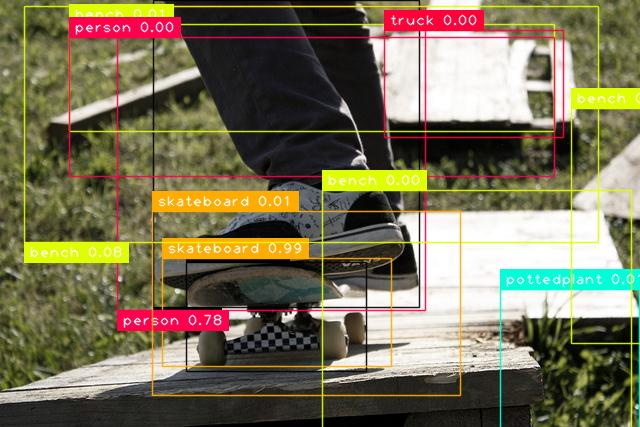 bench 0.01
person 0.00
truck 0.00
bench 0
bench 0.00
skateboard 0.01
skateboard 0.99
bench 0.08
pottedplant 0.01
person 0.78